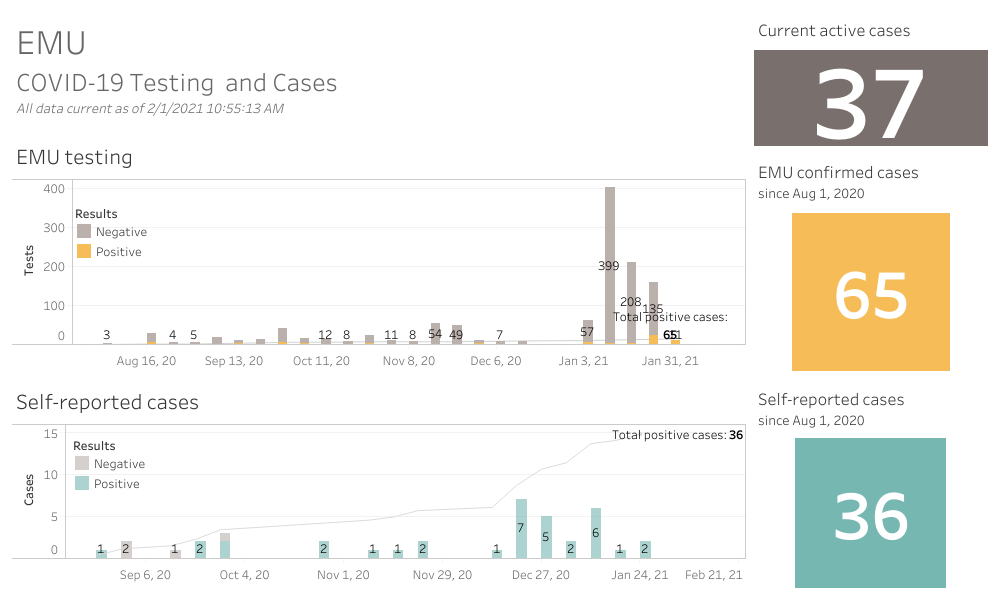 EMU
COVID-19 Testing and Cases
All data current as of 2/1/2021 10:55:13 AM
Current active cases
37
EMU confirmed cases
since Aug 1, 2020
65
Self-reported cases
since Aug 1, 2020
36
EMU testing
Tests
400
300
200
100
0
Results
Negative
Positive
3
4
5
12
8
11
8
54
49
7
57
399
208
135
Total positive cases:
65
11
Aug 16, 20
Sep 13, 20
Oct 11, 20
Nov 8, 20
Dec 6, 20
Jan 3, 21
Jan 31, 21
Self-reported cases
Cases
15
10
5
0
Results
Negative
Positive
Total positive cases: 36
1
2
1
2
2
1
1
2
1
7
5
2
6
1
2
Sep 6, 20
Oct 4, 20
Nov 1, 20
Nov 29, 20
Dec 27, 20
Jan 24, 21
Feb 21, 21